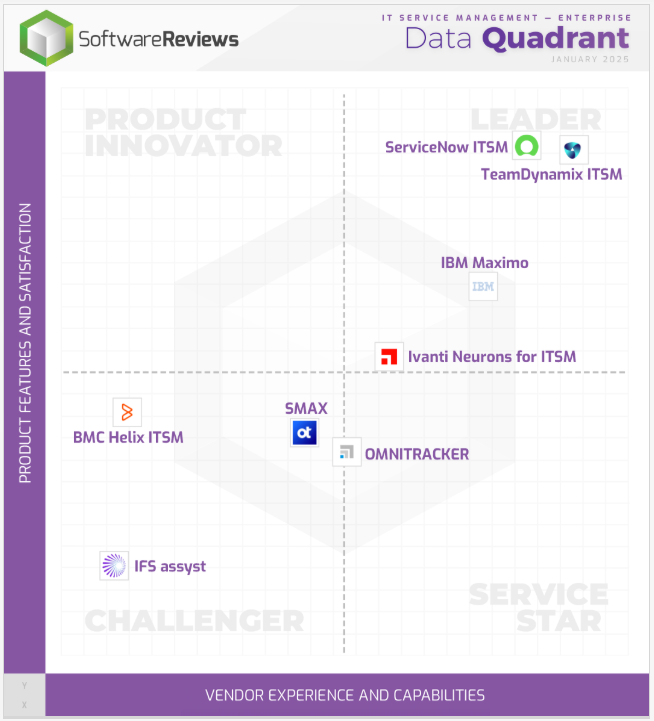 SoftwareReviews
IT SERVICE MANAGEMENT – ENTERPRISE
Data Quadrant
JANUARY 2025
PRODUCT
INNOVATOR
LEADER
ServiceNow ITSM
TeamDynamix ITSM
IBM Maximo
IBM
Ivanti Neurons for ITSM
SMAX
ot
BMC Helix ITSM
OMNITRACKER
IFS assyst
CHALLENGER
SERVICE
STAR
PRODUCT FEATURES AND SATISFACTION
Y
X
VENDOR EXPERIENCE AND CAPABILITIES